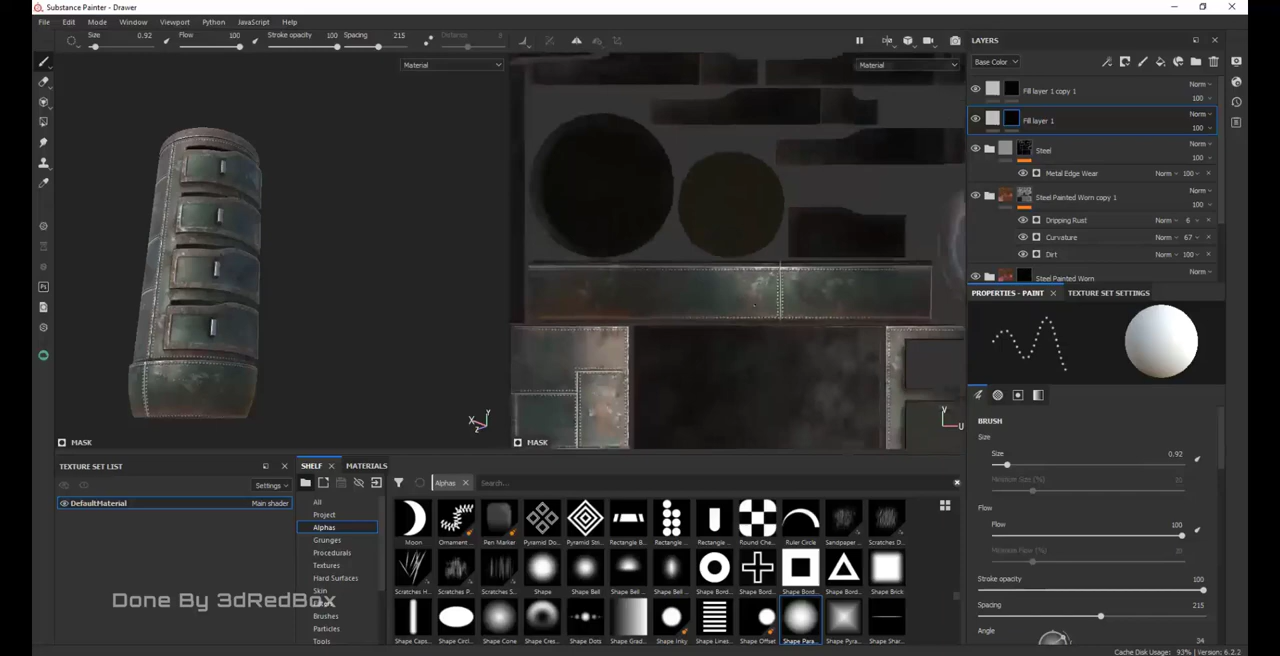 Substance Painter - Drawer
File Edit Mode Window Viewport Python JavaScript Help
Size 0.92 Flow 100 Stroke opacity 100 Spacing 215 Distance 8
Material
Material
MASK
MASK
LAYERS
Base Color
Fill layer 1 copy 1 Norm 100
Fill layer 1 Norm 100
Steel Norm 100
Metal Edge Wear Norm 100
Steel Painted Worn copy 1 Norm 100
Dripping Rust Norm 6
Curvature Norm 67
Dirt Norm 100
Steel Painted Worn Norm
PROPERTIES - PAINT TEXTURE SET SETTINGS
BRUSH
Size
Size 0.92
Flow
Flow 100
Stroke opacity 100
Spacing 215
Angle 34
TEXTURE SET LIST
Settings
DefaultMaterial Main shader
SHELF MATERIALS
Alphas Search...
All
Project
Alphas
Grunges
Procedurals
Textures
Hard Surfaces
Skin
Brushes
Particles
Tools
Moon Ornament ... Pen Marker Pyramid Do... Pyramid Str... Rectangle B... Rectangle ... Rectangle ... Round Che... Ruler Circle Sandpaper ... Scratches D...
Scratches H... Scratches P... Scratches S... Shape Shape Bell Shape Bell ... Shape Bell ... Shape Bord... Shape Bord... Shape Bord... Shape Bord... Shape Brick
Shape Caps... Shape Circl... Shape Cone Shape Cres... Shape Dots Shape Grad... Shape Inky Shape Lines... Shape Offset Shape Para... Shape Pyra... Shape Shar...
Done By 3dRedBox
Cache Disk Usage: 93% | Version: 6.2.2